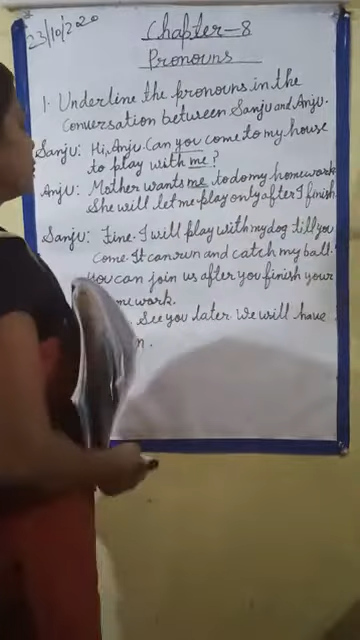 23/10/2020
Chapter-8
Pronouns
1. Underline the pronouns in the
conversation between Sanju and Anju.
Sanju: Hi, Anju. Can you come to my house
to play with me?
Anju: Mother wants me to do my homework.
She will let me play only after I finish.
Sanju: Fine. I will play with my dog till you
come. It can run and catch my ball.
You can join us after you finish your
work.
See you later. We will have